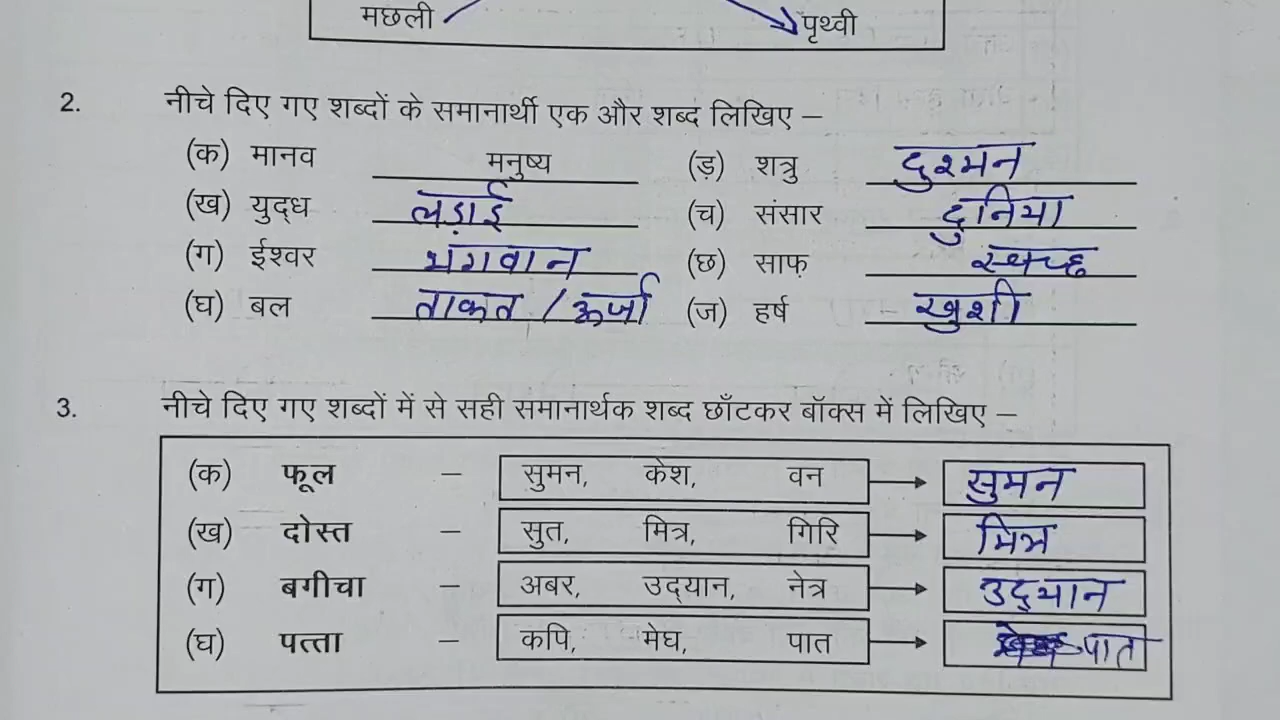 मछली पृथ्वी
2. नीचे दिए गए शब्दों के समानार्थी एक और शब्द लिखिए –
(क) मानव मनुष्य (ड़) शत्रु दुश्मन
(ख) युद्ध लड़ाई (च) संसार दुनिया
(ग) ईश्वर भगवान (छ) साफ़ स्वच्छ
(घ) बल ताकत / ऊर्जा (ज) हर्ष खुशी
3. नीचे दिए गए शब्दों में से सही समानार्थक शब्द छाँटकर बॉक्स में लिखिए –
(क) फूल – सुमन, केश, वन सुमन
(ख) दोस्त – सुत, मित्र, गिरि मित्र
(ग) बगीचा – अबर, उद्‌यान, नेत्र उद्‌यान
(घ) पत्ता – कपि, मेघ, पात पात